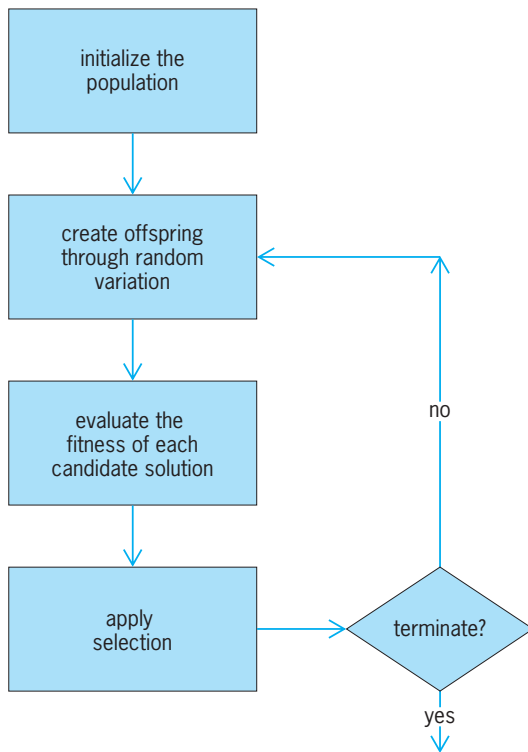 initialize the
population
create offspring
through random
variation
evaluate the
fitness of each
candidate solution
apply
selection
terminate?
no
yes